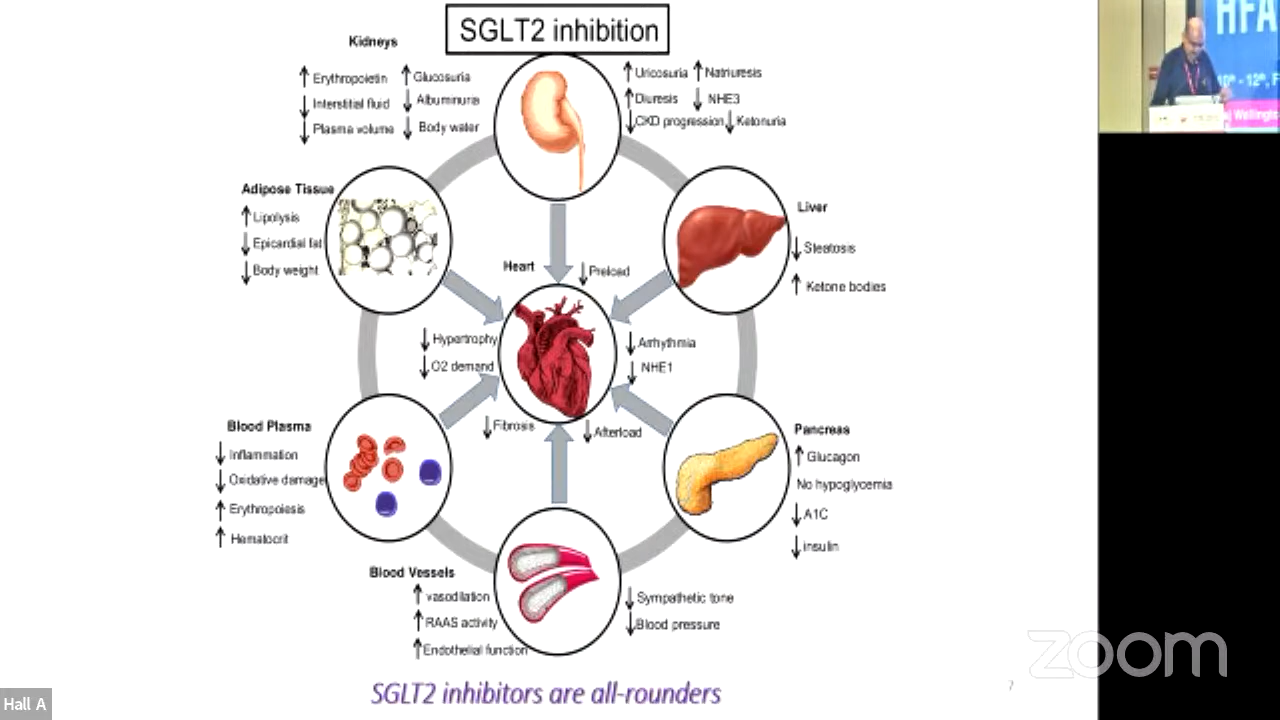 SGLT2 inhibition
Kidneys
↑ Erythropoietin ↑ Glucosuria
↓ Interstitial fluid ↓ Albuminuria
↓ Plasma volume ↓ Body water
↑ Uricosuria ↑ Natriuresis
↑ Diuresis ↓ NHE3
↓ CKD progression ↓ Ketonuria
Adipose Tissue
↑ Lipolysis
↓ Epicardial fat
↓ Body weight
Liver
↓ Steatosis
↑ Ketone bodies
Heart
↓ Preload
↓ Hypertrophy
↓ O2 demand
↓ Arrhythmia
↓ NHE1
↓ Fibrosis
↓ Afterload
Blood Plasma
↓ Inflammation
↓ Oxidative damage
↑ Erythropoiesis
↑ Hematocrit
Pancreas
↑ Glucagon
No hypoglycemia
↓ A1C
↓ insulin
Blood Vessels
↑ vasodilation
↑ RAAS activity
↑ Endothelial function
↓ Sympathetic tone
↓ Blood pressure
SGLT2 inhibitors are all-rounders
7
Hall A
zoom
HFA
- 12th, F